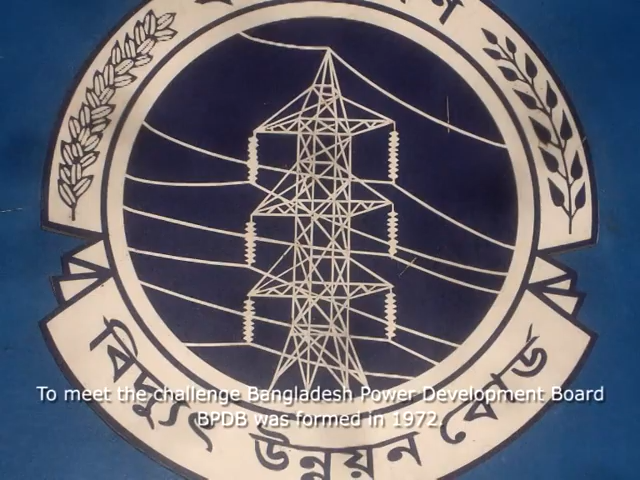 বিদ্যুৎ উন্নয়ন বোর্ড
To meet the challenge Bangladesh Power Development Board
BPDB was formed in 1972.